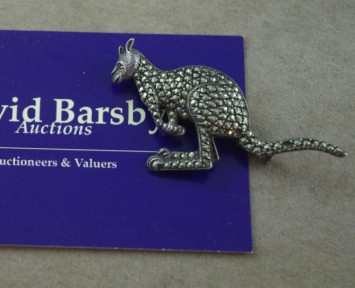 vid Barsby
Auctions
uctioneers & Valuers